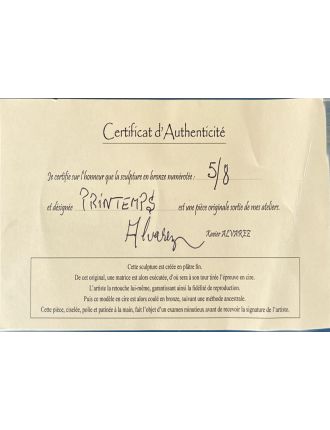 Certificat d'Authenticité
Je certifie sur l'honneur que la sculpture en bronze numérotée : 5/8
et désignée PRINTEMPS est une pièce originale sortie de mes ateliers.
Alvarez Xavier ALVAREZ
Cette sculpture est créée en plâtre fin.
De cet original, une matrice est alors exécutée, d'où sera à son tour tirée l'épreuve en cire.
L'artiste la retouche lui-même, garantissant ainsi la fidélité de reproduction.
Puis ce modèle en cire est alors coulé en bronze, suivant une méthode ancestrale.
Cette pièce, ciselée, polie et patinée à la main, fait l'objet d'un examen minutieux avant de recevoir la signature de l'artiste.